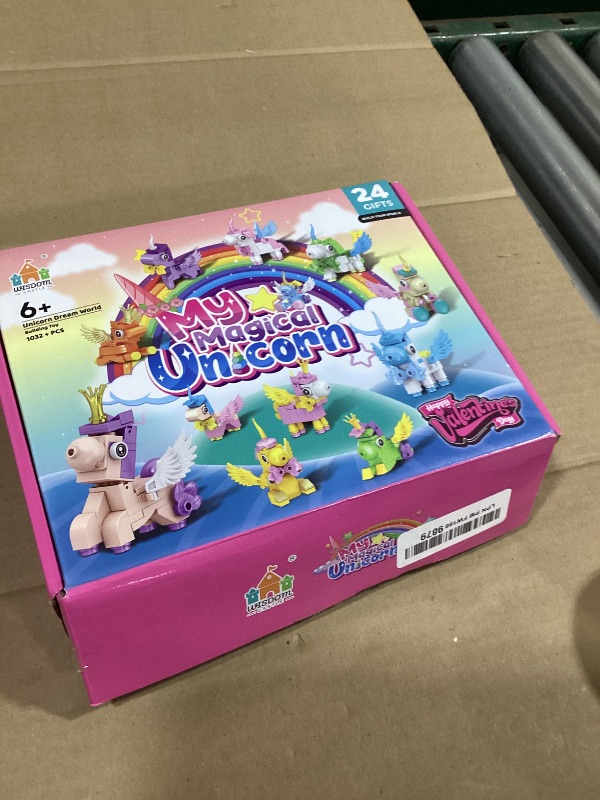 24
GIFTS
WISDOM
6+
Unicorn Dream World
Building Toy
1032 + PCS
My
Magical
Unicorn
Happy
Valentines
Day
My
Magical
Unicorn
WISDOM